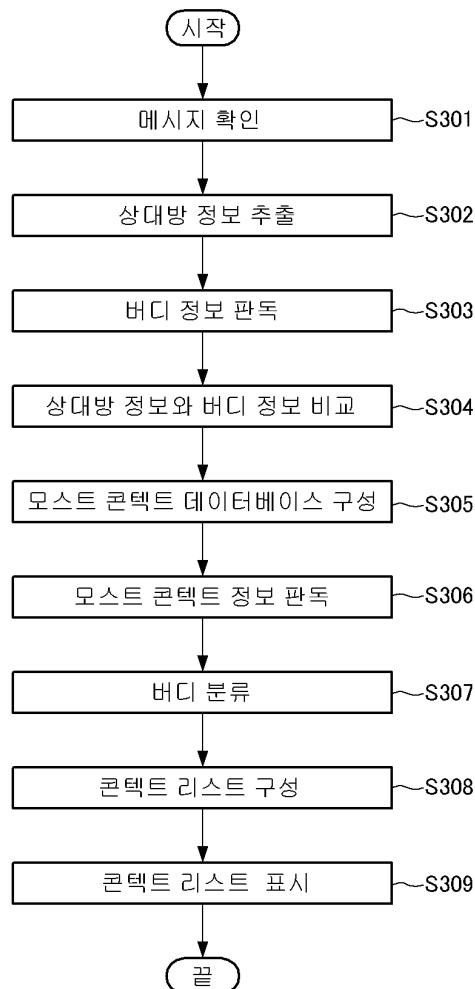 시작
메시지 확인
S301
상대방 정보 추출
S302
버디 정보 판독
S303
상대방 정보와 버디 정보 비교
S304
모스트 콘텍트 데이터베이스 구성
S305
모스트 콘텍트 정보 판독
S306
버디 분류
S307
콘텍트 리스트 구성
S308
콘텍트 리스트 표시
S309
끝